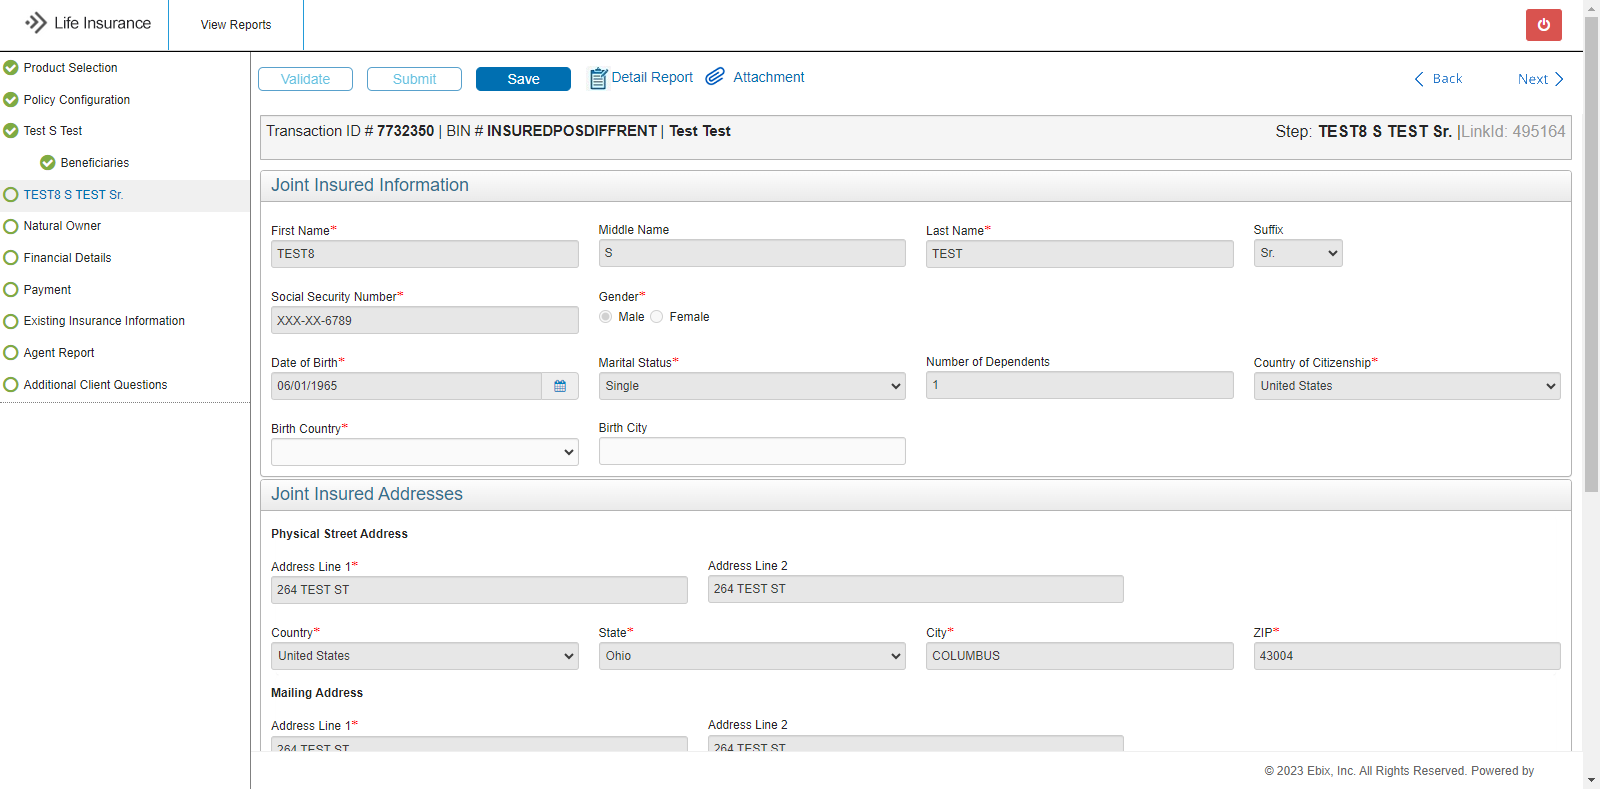 Life Insurance
View Reports
Product Selection
Policy Configuration
Test S Test
Beneficiaries
TEST8 S TEST Sr.
Natural Owner
Financial Details
Payment
Existing Insurance Information
Agent Report
Additional Client Questions
Validate Submit Save Detail Report Attachment Back Next
Transaction ID # 7732350 | BIN # INSUREDPOSDIFFRENT | Test Test Step: TEST8 S TEST Sr. |LinkId: 495164
Joint Insured Information
First Name* Middle Name Last Name* Suffix
TEST8 S TEST Sr.
Social Security Number* Gender*
XXX-XX-6789 Male Female
Date of Birth* Marital Status* Number of Dependents Country of Citizenship*
06/01/1965 Single 1 United States
Birth Country* Birth City
Joint Insured Addresses
Physical Street Address
Address Line 1* Address Line 2
264 TEST ST 264 TEST ST
Country* State* City* ZIP*
United States Ohio COLUMBUS 43004
Mailing Address
Address Line 1* Address Line 2
264 TEST ST 264 TEST ST
© 2023 Ebix, Inc. All Rights Reserved. Powered by